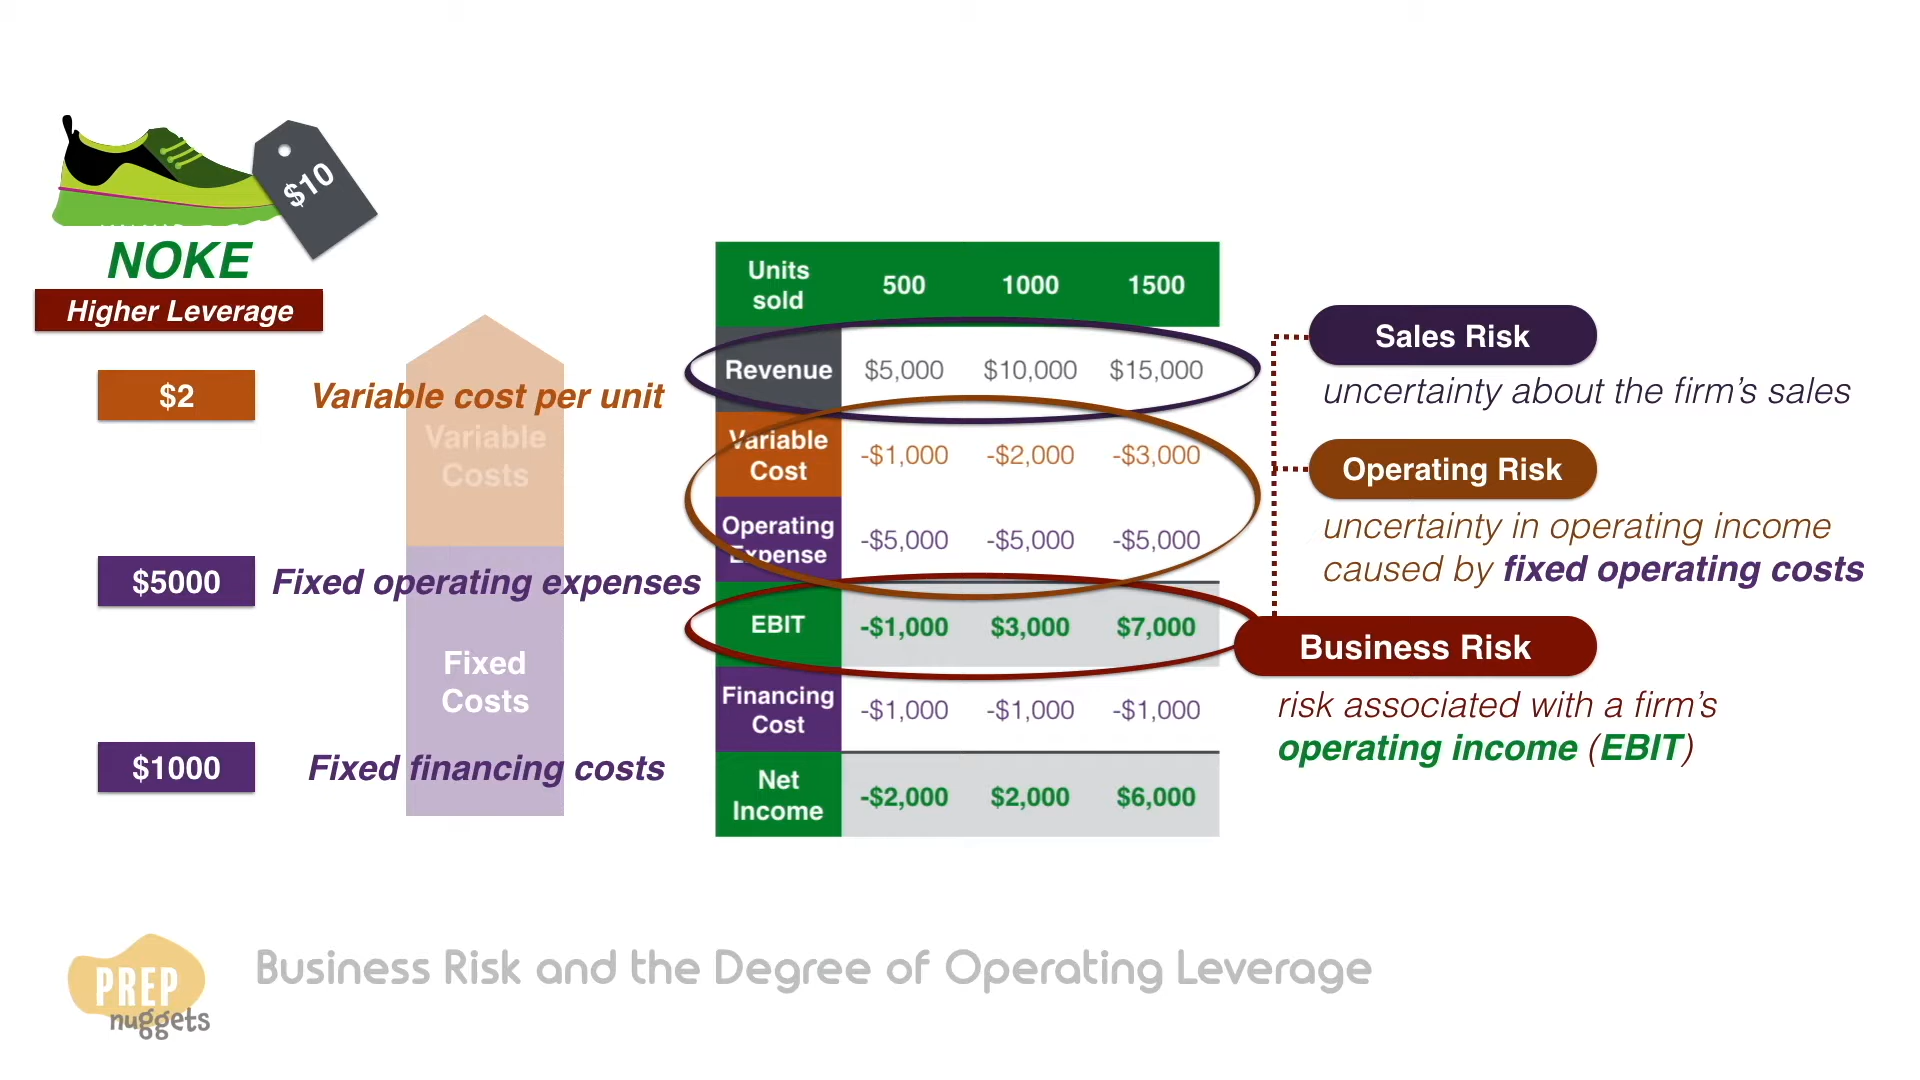 $10
NOKE
Higher Leverage
$2
Variable cost per unit
Variable
Costs
$5000
Fixed operating expenses
Fixed
Costs
$1000
Fixed financing costs
Units sold 500 1000 1500
Revenue $5,000 $10,000 $15,000
Variable Cost -$1,000 -$2,000 -$3,000
Operating Expense -$5,000 -$5,000 -$5,000
EBIT -$1,000 $3,000 $7,000
Financing Cost -$1,000 -$1,000 -$1,000
Net Income -$2,000 $2,000 $6,000
Sales Risk
uncertainty about the firm’s sales
Operating Risk
uncertainty in operating income
caused by fixed operating costs
Business Risk
risk associated with a firm’s
operating income (EBIT)
PREP
nuggets
Business Risk and the Degree of Operating Leverage